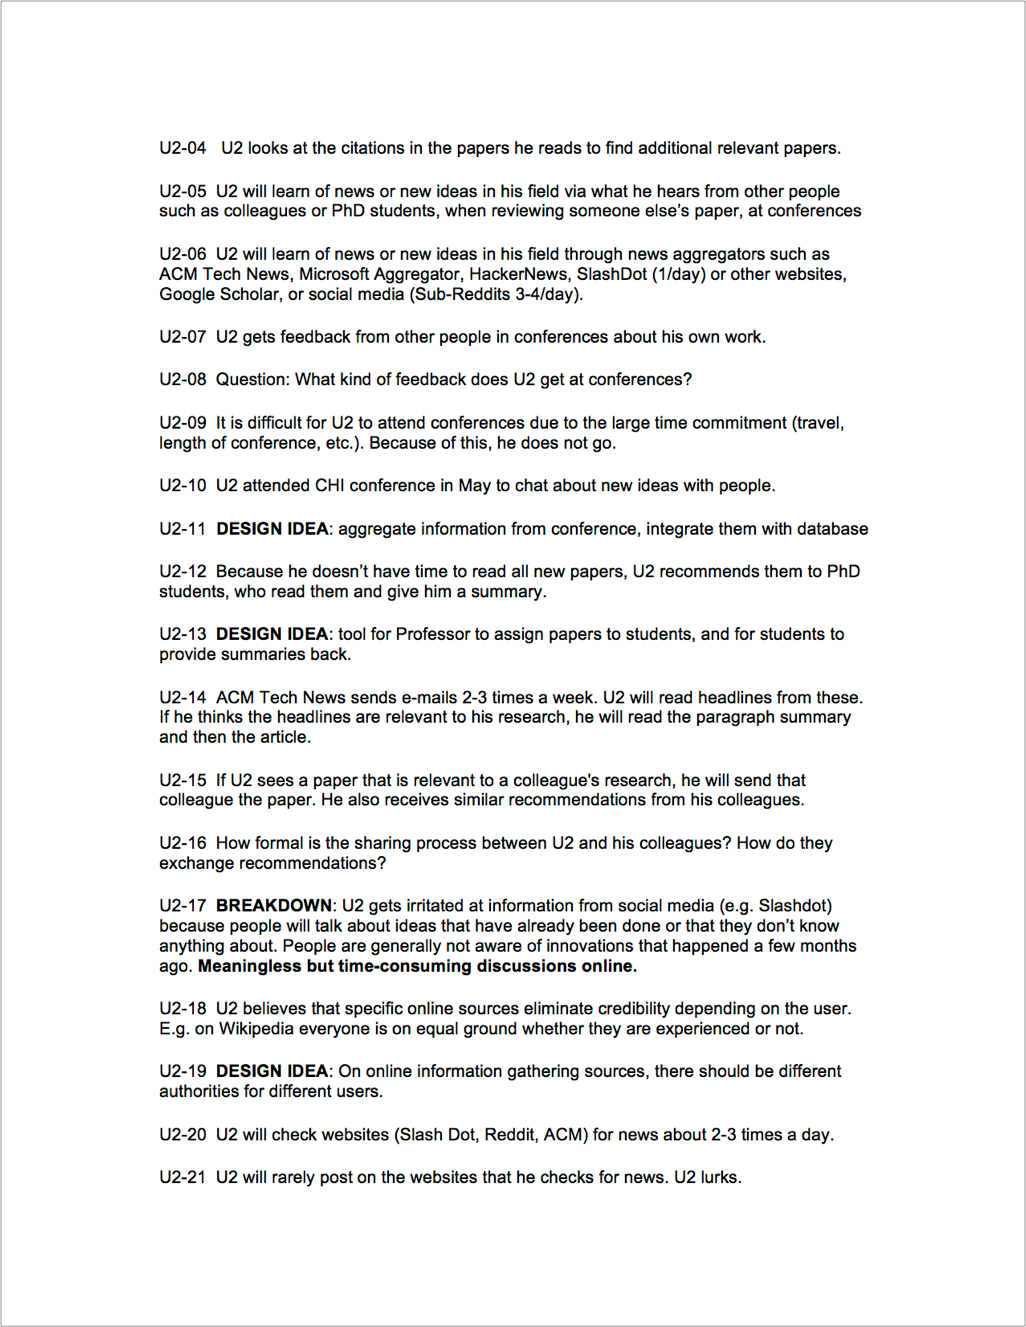 U2-04 U2 looks at the citations in the papers he reads to find additional relevant papers.
U2-05 U2 will learn of news or new ideas in his field via what he hears from other people
such as colleagues or PhD students, when reviewing someone else's paper, at conferences
U2-06 U2 will learn of news or new ideas in his field through news aggregators such as
ACM Tech News, Microsoft Aggregator, HackerNews, SlashDot (1/day) or other websites,
Google Scholar, or social media (Sub-Reddits 3-4/day).
U2-07 U2 gets feedback from other people in conferences about his own work.
U2-08 Question: What kind of feedback does U2 get at conferences?
U2-09 It is difficult for U2 to attend conferences due to the large time commitment (travel,
length of conference, etc.). Because of this, he does not go.
U2-10 U2 attended CHI conference in May to chat about new ideas with people.
U2-11 DESIGN IDEA: aggregate information from conference, integrate them with database
U2-12 Because he doesn't have time to read all new papers, U2 recommends them to PhD
students, who read them and give him a summary.
U2-13 DESIGN IDEA: tool for Professor to assign papers to students, and for students to
provide summaries back.
U2-14 ACM Tech News sends e-mails 2-3 times a week. U2 will read headlines from these.
If he thinks the headlines are relevant to his research, he will read the paragraph summary
and then the article.
U2-15 If U2 sees a paper that is relevant to a colleague's research, he will send that
colleague the paper. He also receives similar recommendations from his colleagues.
U2-16 How formal is the sharing process between U2 and his colleagues? How do they
exchange recommendations?
U2-17 BREAKDOWN: U2 gets irritated at information from social media (e.g. Slashdot)
because people will talk about ideas that have already been done or that they don't know
anything about. People are generally not aware of innovations that happened a few months
ago. Meaningless but time-consuming discussions online.
U2-18 U2 believes that specific online sources eliminate credibility depending on the user.
E.g. on Wikipedia everyone is on equal ground whether they are experienced or not.
U2-19 DESIGN IDEA: On online information gathering sources, there should be different
authorities for different users.
U2-20 U2 will check websites (Slash Dot, Reddit, ACM) for news about 2-3 times a day.
U2-21 U2 will rarely post on the websites that he checks for news. U2 lurks.